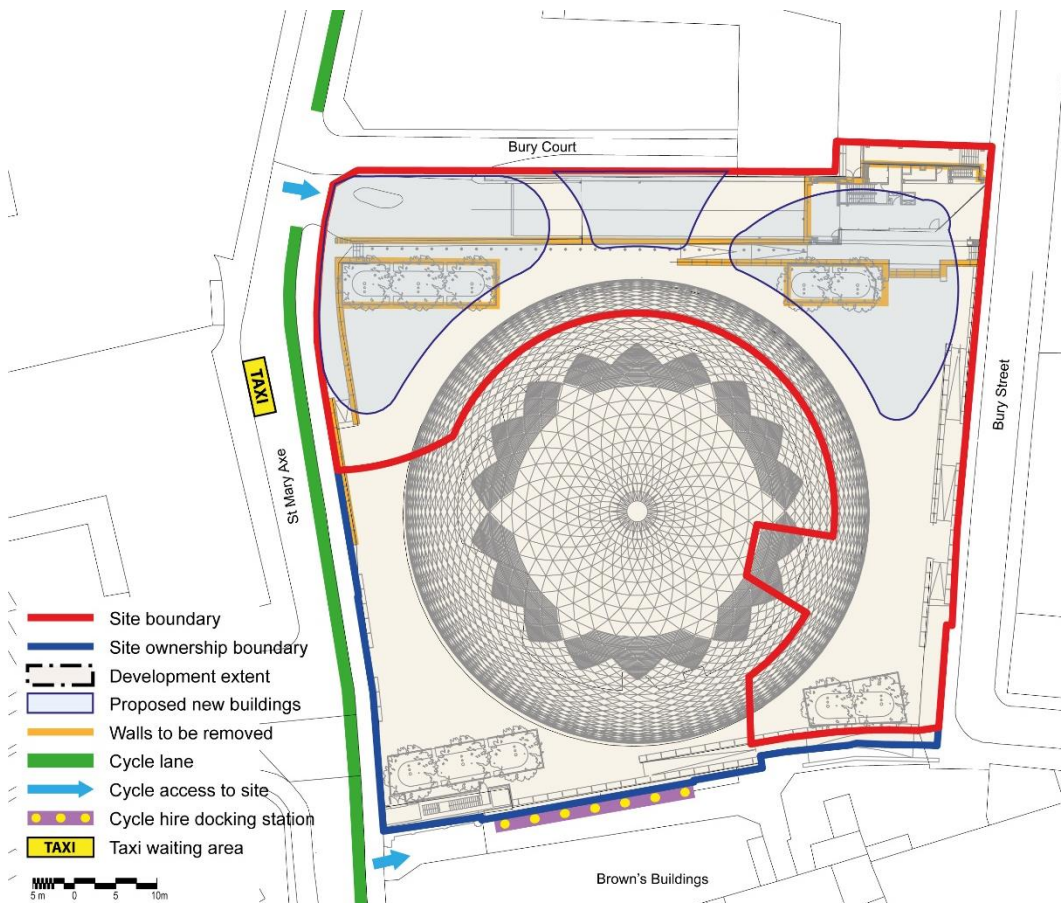 Bury Court
Bury Street
TAXI
St Mary Axe
Site boundary
Site ownership boundary
Development extent
Proposed new buildings
Walls to be removed
Cycle lane
Cycle access to site
Cycle hire docking station
TAXI Taxi waiting area
5 m 0 5 10m
Brown's Buildings